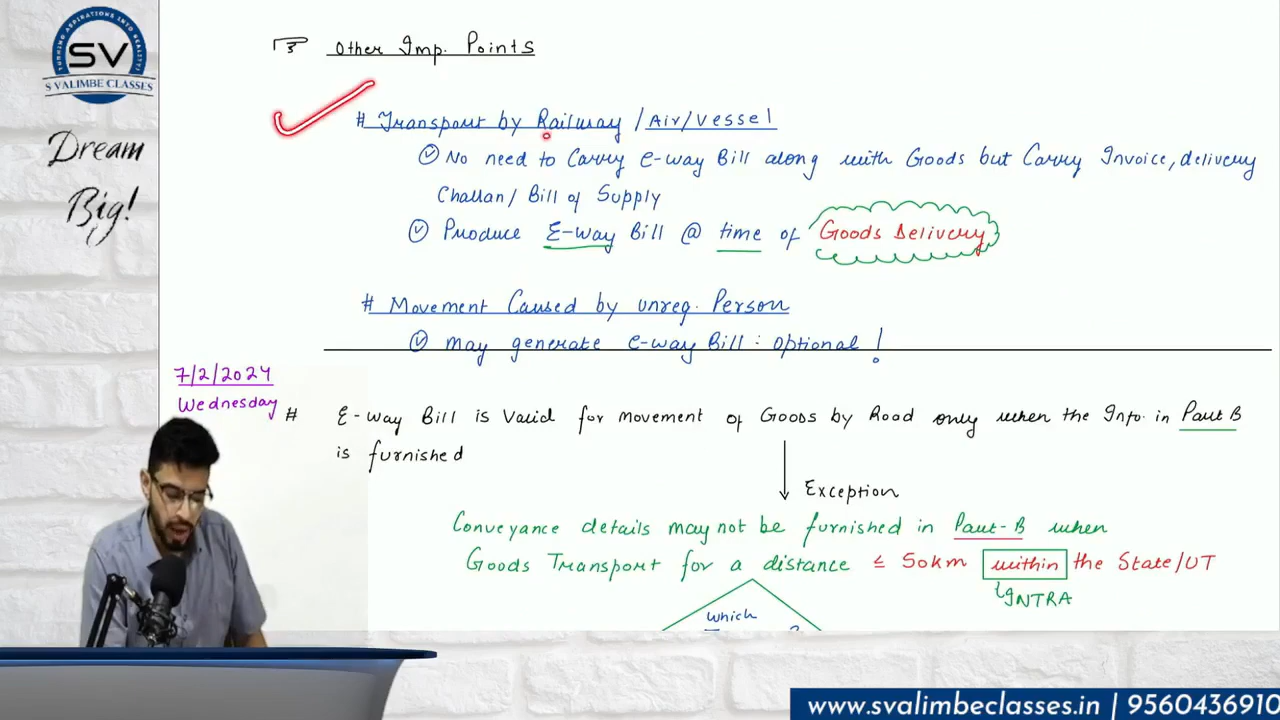 TURNING ASPIRATIONS INTO REALITY
SV
S VALIMBE CLASSES
Dream
Big!
Other Imp. Points
# Transport by Railway / Air/Vessel
No need to Carry e-way Bill along with Goods but Carry Invoice, delivery
Challan/ Bill of Supply
Produce E-way Bill @ time of Goods Delivery
# Movement Caused by unreg. Person
may generate e-way Bill : optional !
7/2/2024
Wednesday
# E-way Bill is Valid for movement of Goods by Road only when the Info. in Part B
is furnished
Exception
Conveyance details may not be furnished in Part-B when
Goods Transport for a distance ≤ 50km within the State/UT
INTRA
which
www.svalimbeclasses.in | 9560436910